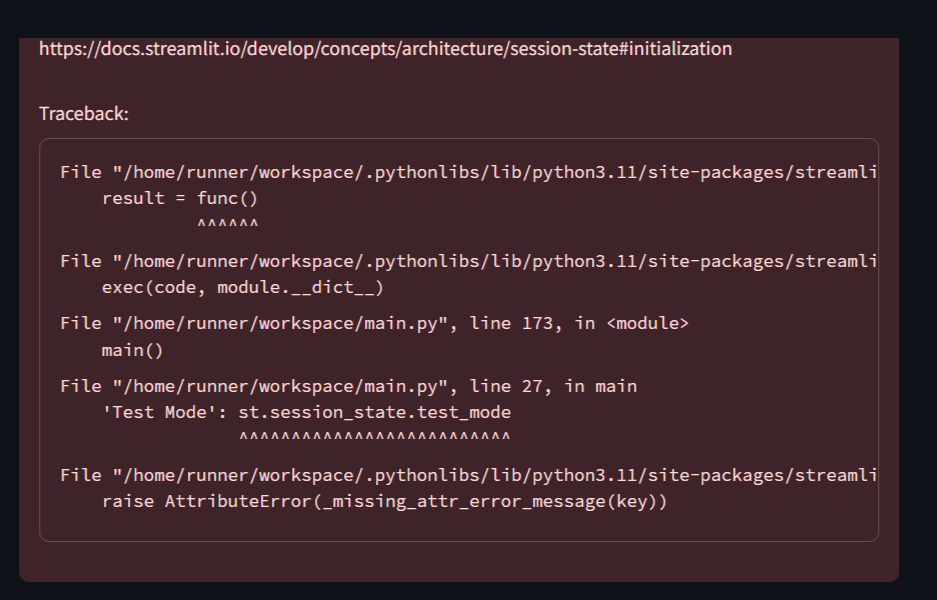 https://docs.streamlit.io/develop/concepts/architecture/session-state#initialization
Traceback:
File "/home/runner/workspace/.pythonlibs/lib/python3.11/site-packages/streamli
result = func()
^^^^^^
File "/home/runner/workspace/.pythonlibs/lib/python3.11/site-packages/streamli
exec(code, module.__dict__)
File "/home/runner/workspace/main.py", line 173, in <module>
main()
File "/home/runner/workspace/main.py", line 27, in main
'Test Mode': st.session_state.test_mode
^^^^^^^^^^^^^^^^^^^^^^^^^^
File "/home/runner/workspace/.pythonlibs/lib/python3.11/site-packages/streamli
raise AttributeError(_missing_attr_error_message(key))